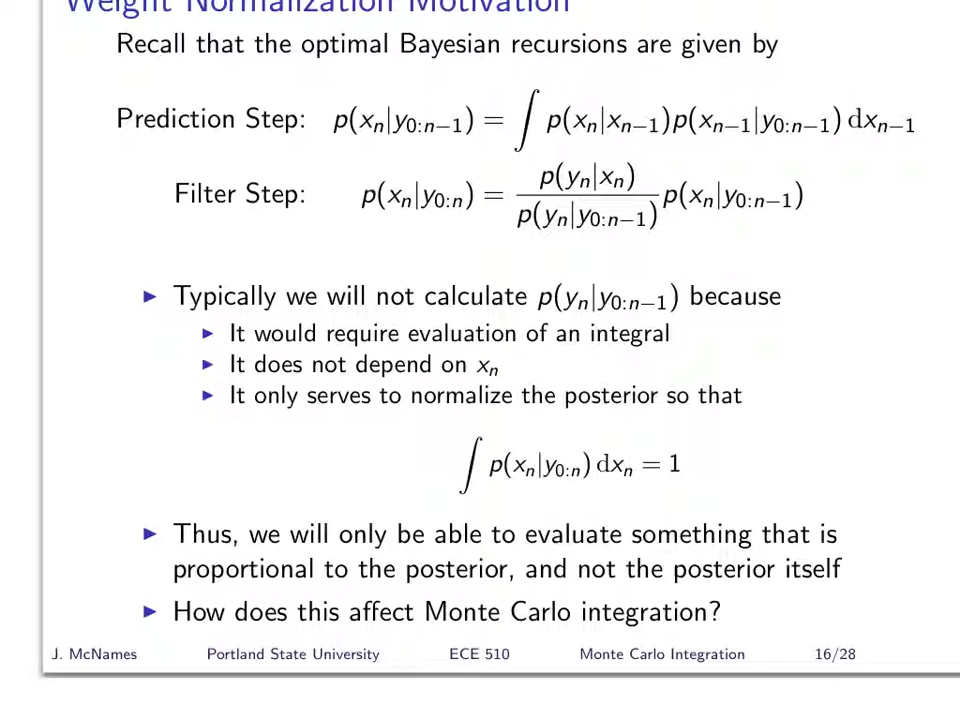 Weight Normalization Motivation
Recall that the optimal Bayesian recursions are given by
Prediction Step: p(xₙ|y₀:ₙ₋₁) = ∫ p(xₙ|xₙ₋₁)p(xₙ₋₁|y₀:ₙ₋₁) dxₙ₋₁
Filter Step: p(xₙ|y₀:ₙ) = p(yₙ|xₙ) / p(yₙ|y₀:ₙ₋₁) p(xₙ|y₀:ₙ₋₁)
▶ Typically we will not calculate p(yₙ|y₀:ₙ₋₁) because
▶ It would require evaluation of an integral
▶ It does not depend on xₙ
▶ It only serves to normalize the posterior so that
∫ p(xₙ|y₀:ₙ) dxₙ = 1
▶ Thus, we will only be able to evaluate something that is
proportional to the posterior, and not the posterior itself
▶ How does this affect Monte Carlo integration?
J. McNames Portland State University ECE 510 Monte Carlo Integration 16/28